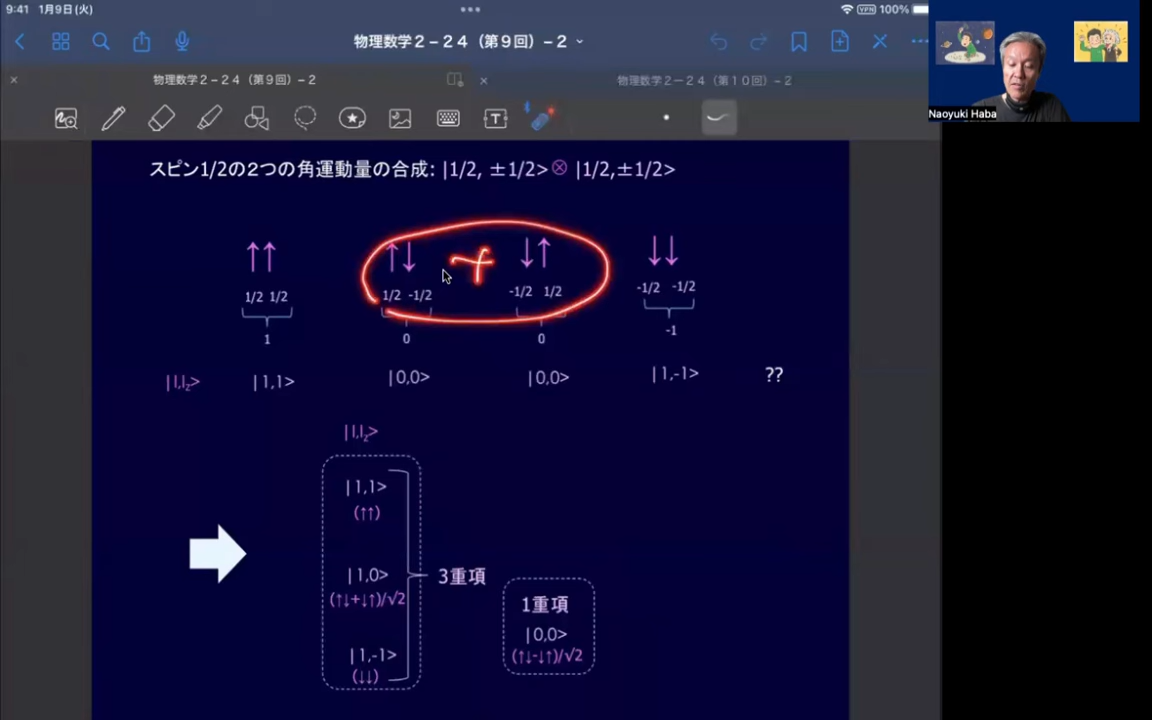 9:41 1月9日(火)
VPN 100%
物理数学2-24(第9回)-2
物理数学2-24(第9回)-2
物理数学2-24(第10回)-2
Naoyuki Haba
スピン1/2の2つの角運動量の合成: |1/2, ±1/2>⊗ |1/2,±1/2>
↑↑ ↑↓ + ↓↑ ↓↓
1/2 1/2 1/2 -1/2 -1/2 1/2 -1/2 -1/2
1 0 0 -1
|l,lz> |1,1> |0,0> |0,0> |1,-1> ??
|l,lz>
|1,1>
(↑↑)
|1,0>
(↑↓+↓↑)/√2
|1,-1>
(↓↓)
3重項
1重項
|0,0>
(↑↓-↓↑)/√2